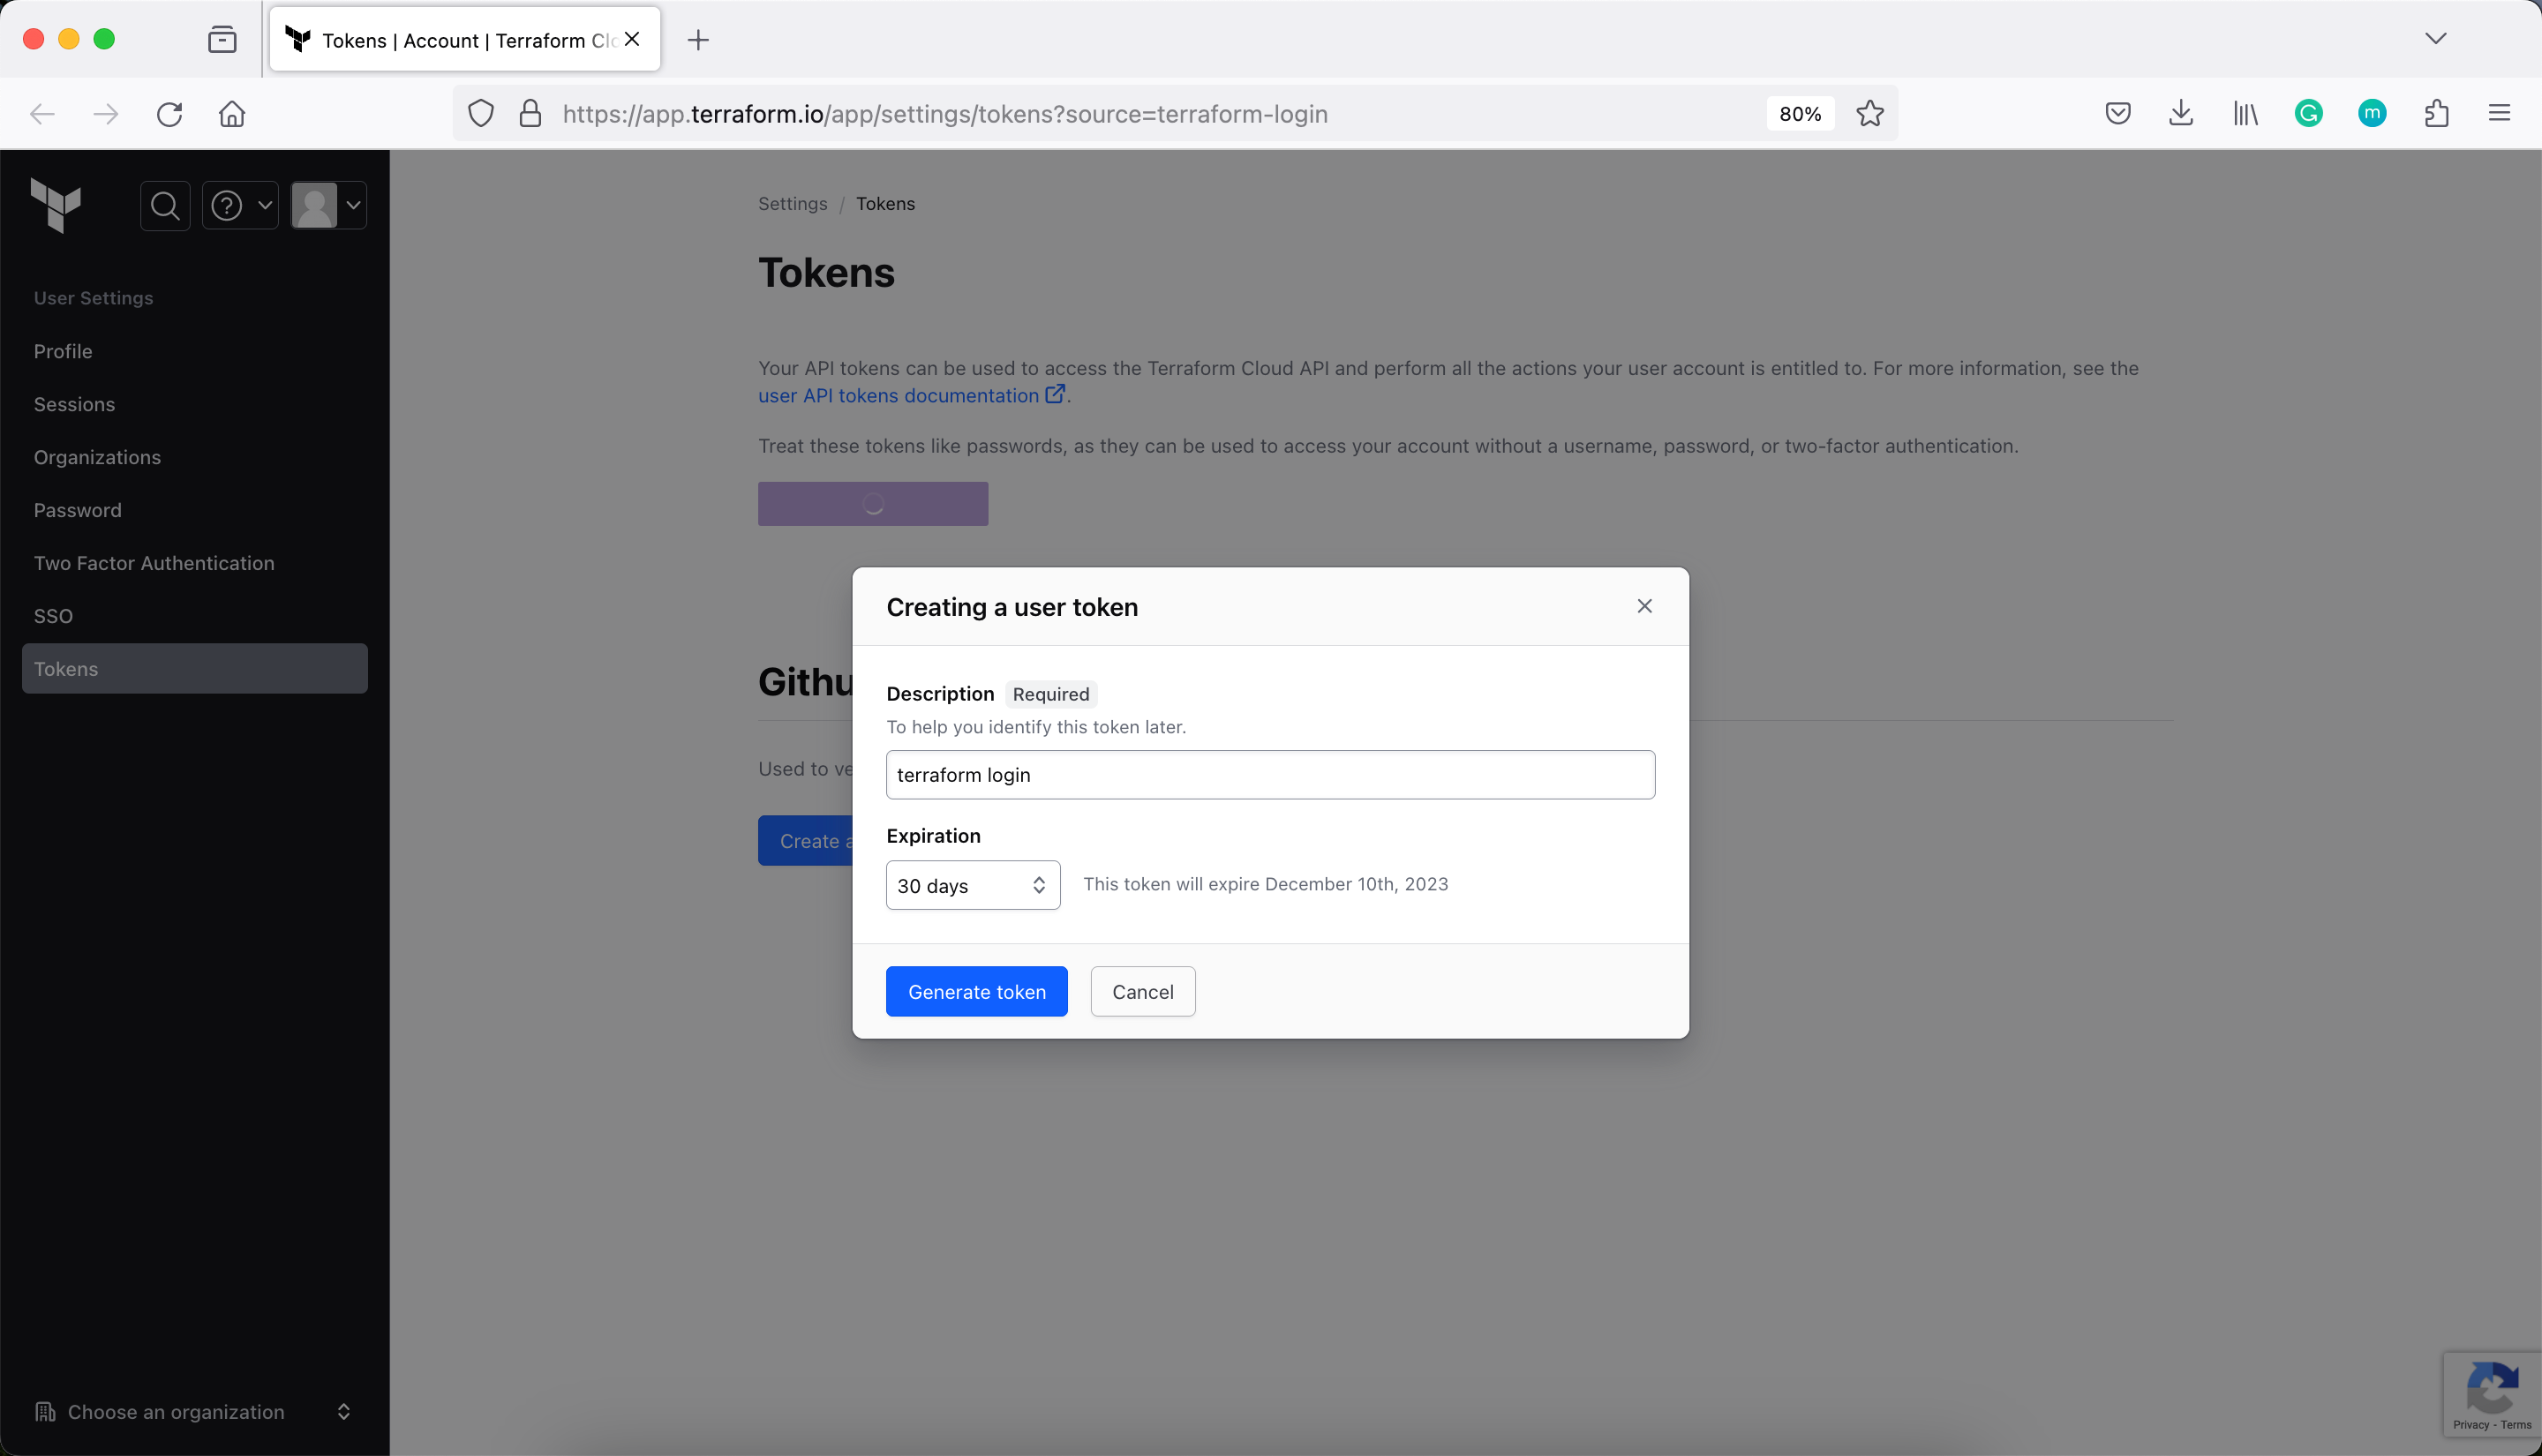 Tokens | Account | Terraform Clo
https://app.terraform.io/app/settings/tokens?source=terraform-login
80%
G
m
User Settings
Profile
Sessions
Organizations
Password
Two Factor Authentication
SSO
Tokens
Choose an organization
Settings / Tokens
Tokens
Your API tokens can be used to access the Terraform Cloud API and perform all the actions your user account is entitled to. For more information, see the
user API tokens documentation.
Treat these tokens like passwords, as they can be used to access your account without a username, password, or two-factor authentication.
Githu
Used to ve
Create a
Creating a user token
Description Required
To help you identify this token later.
terraform login
Expiration
30 days
This token will expire December 10th, 2023
Generate token
Cancel
Privacy - Terms